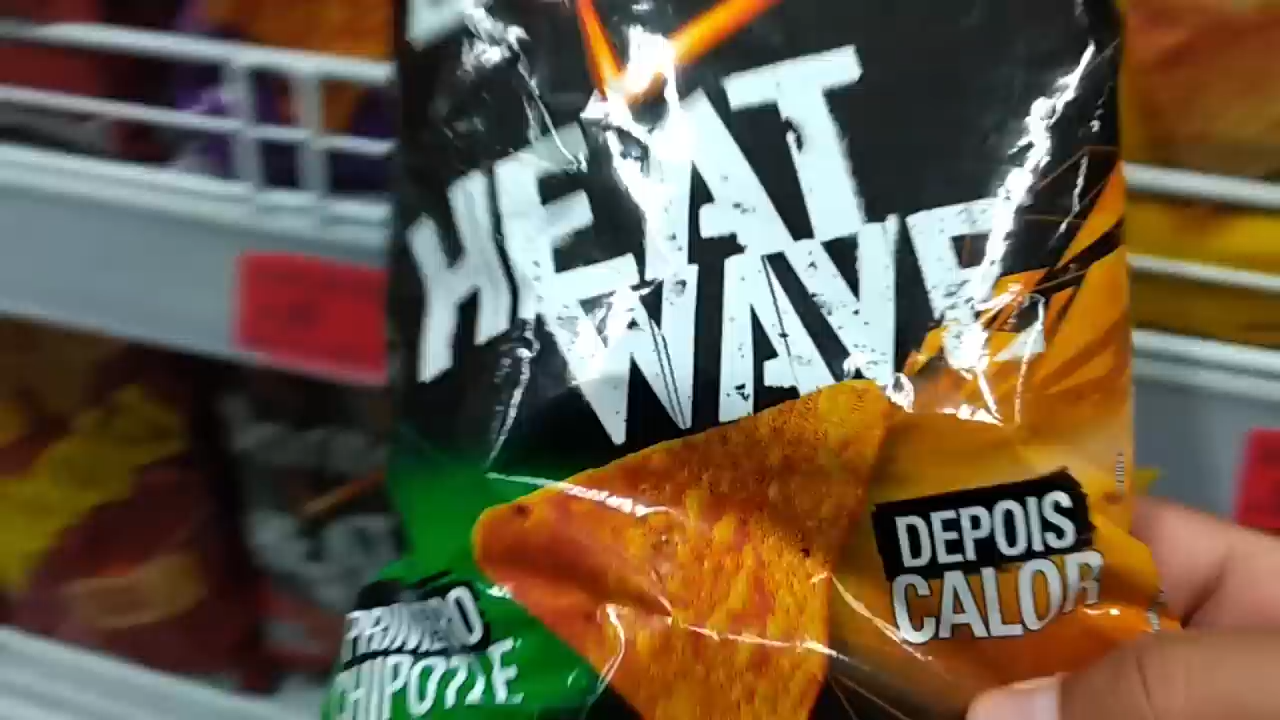 HEAT
WAVE
DEPOIS
CALOR
PRIMEIRO
CHIPOTLE